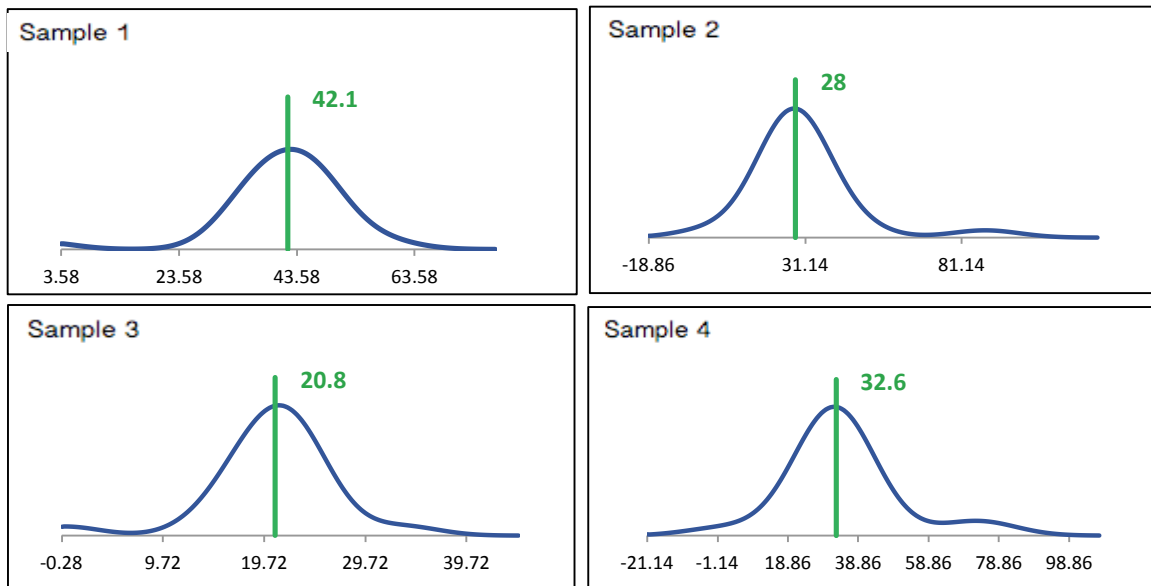 Sample 1
42.1
3.58 23.58 43.58 63.58
Sample 2
28
-18.86 31.14 81.14
Sample 3
20.8
-0.28 9.72 19.72 29.72 39.72
Sample 4
32.6
-21.14 -1.14 18.86 38.86 58.86 78.86 98.86